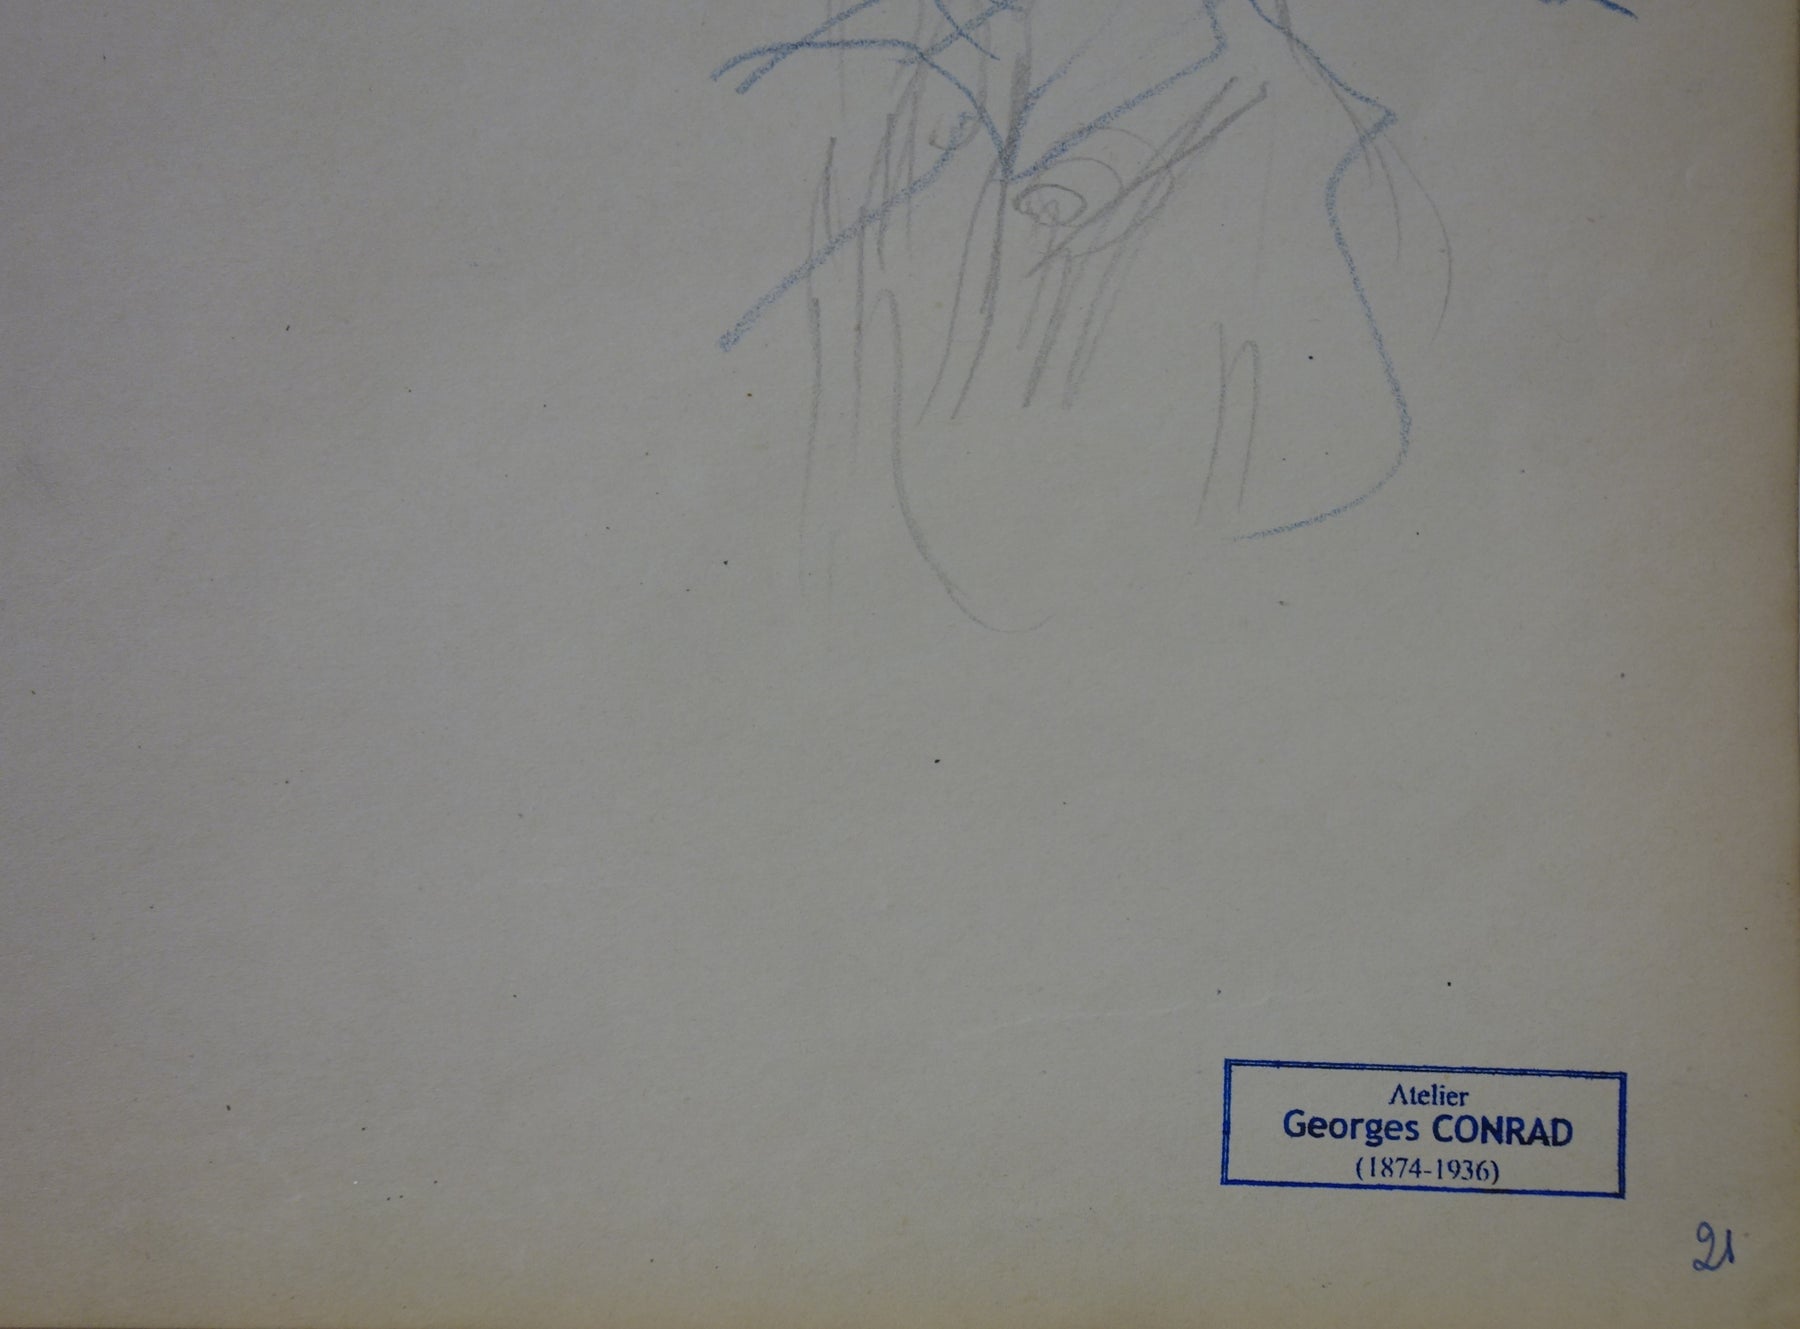 Atelier
Georges CONRAD
(1874-1936)
21